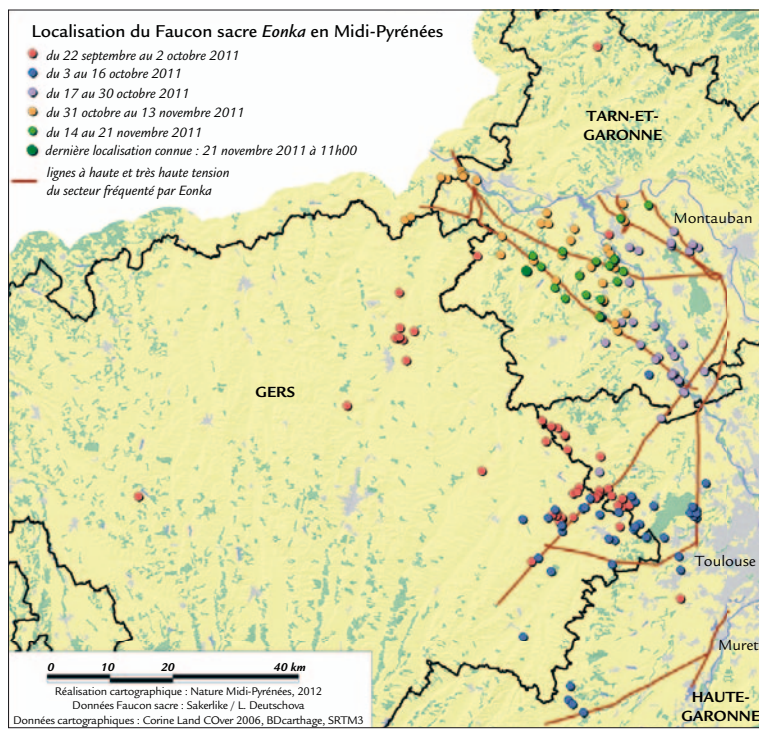 Localisation du Faucon sacre Eonka en Midi-Pyrénées
du 22 septembre au 2 octobre 2011
du 3 au 16 octobre 2011
du 17 au 30 octobre 2011
du 31 octobre au 13 novembre 2011
du 14 au 21 novembre 2011
dernière localisation connue : 21 novembre 2011 à 11h00
lignes à haute et très haute tension
du secteur fréquenté par Eonka
TARN-ET-
GARONNE
Montauban
GERS
Toulouse
Muret
HAUTE-
GARONNE
0 10 20 40 km
Réalisation cartographique : Nature Midi-Pyrénées, 2012
Données Faucon sacre : Sakerlike / L. Deutschova
Données cartographiques : Corine Land COver 2006, BDcarthage, SRTM3